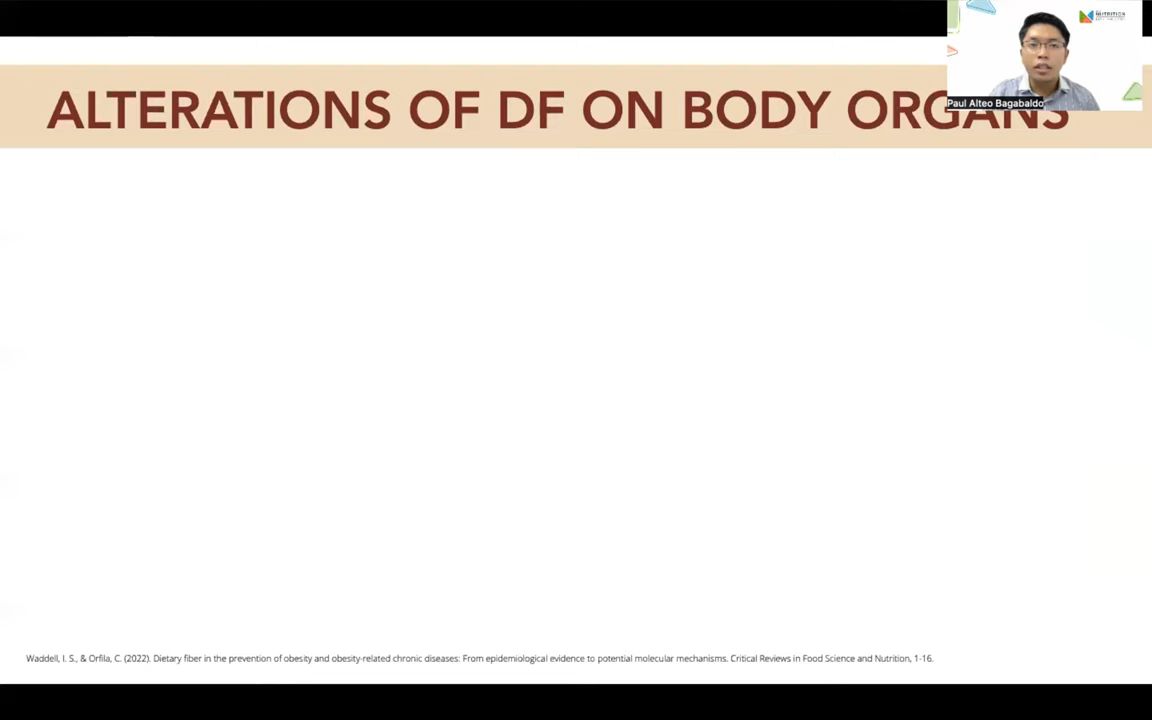 NUTRITION
Paul Alteo Bagabaldo
ALTERATIONS OF DF ON BODY ORGANS
Waddell, I. S., & Orfila, C. (2022). Dietary fiber in the prevention of obesity and obesity-related chronic diseases: From epidemiological evidence to potential molecular mechanisms. Critical Reviews in Food Science and Nutrition, 1-16.